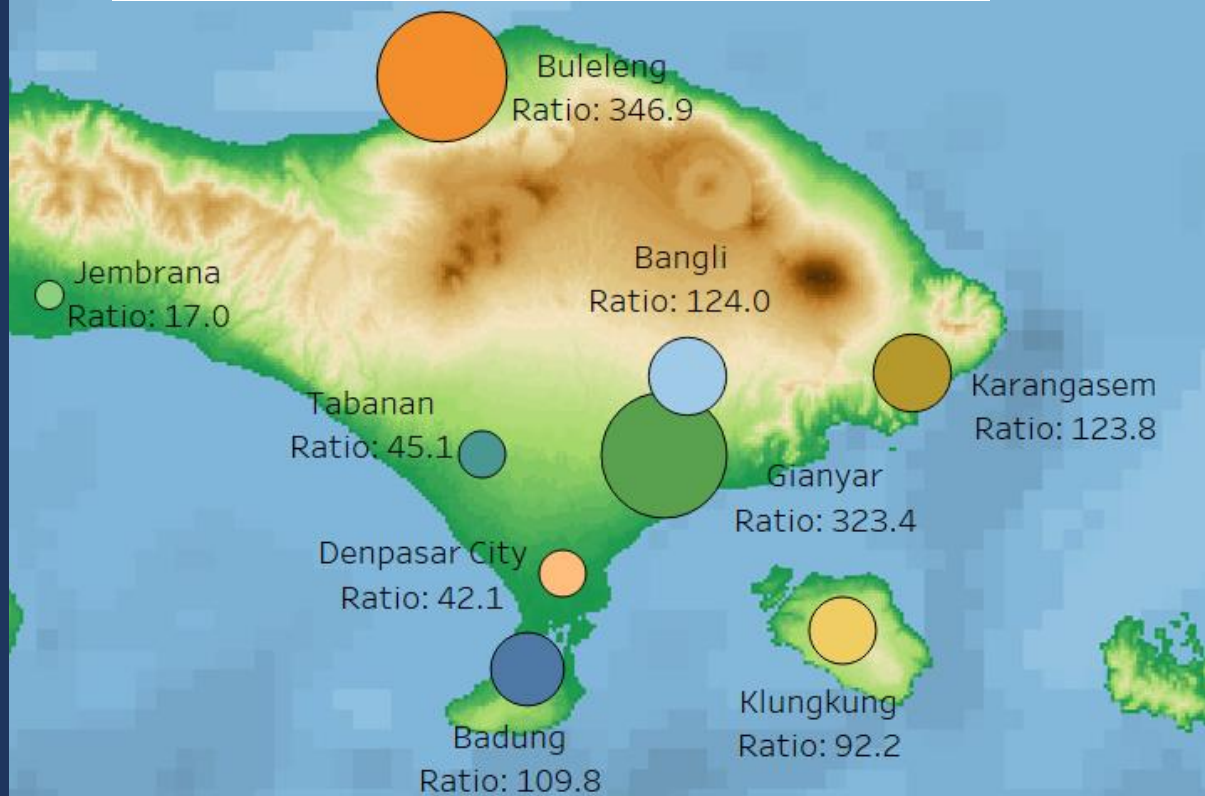 Buleleng
Ratio: 346.9
Bangli
Ratio: 124.0
Jembrana
Ratio: 17.0
Karangasem
Ratio: 123.8
Tabanan
Ratio: 45.1
Gianyar
Ratio: 323.4
Denpasar City
Ratio: 42.1
Klungkung
Ratio: 92.2
Badung
Ratio: 109.8